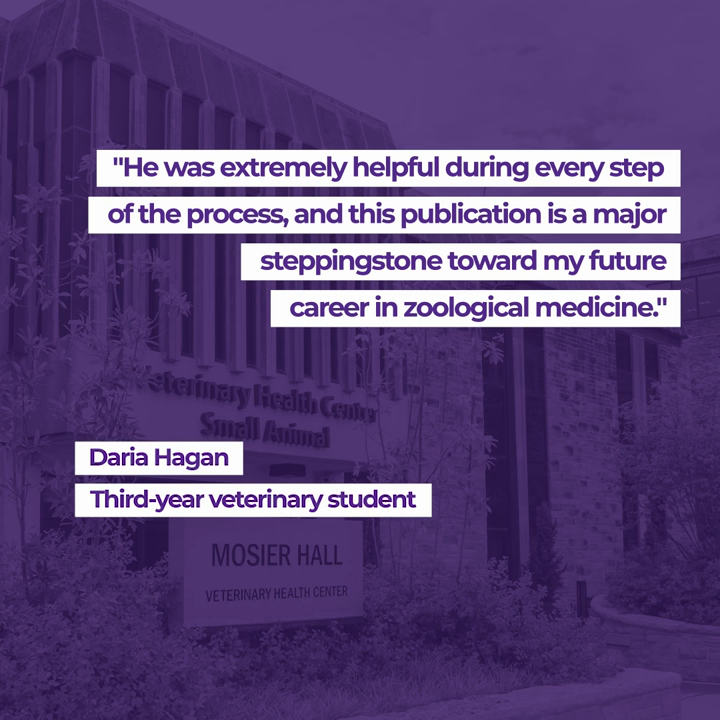 "He was extremely helpful during every step
of the process, and this publication is a major
steppingstone toward my future
career in zoological medicine."
Veterinary Health Center
Small Animal
Daria Hagan
Third-year veterinary student
MOSIER HALL
VETERINARY HEALTH CENTER